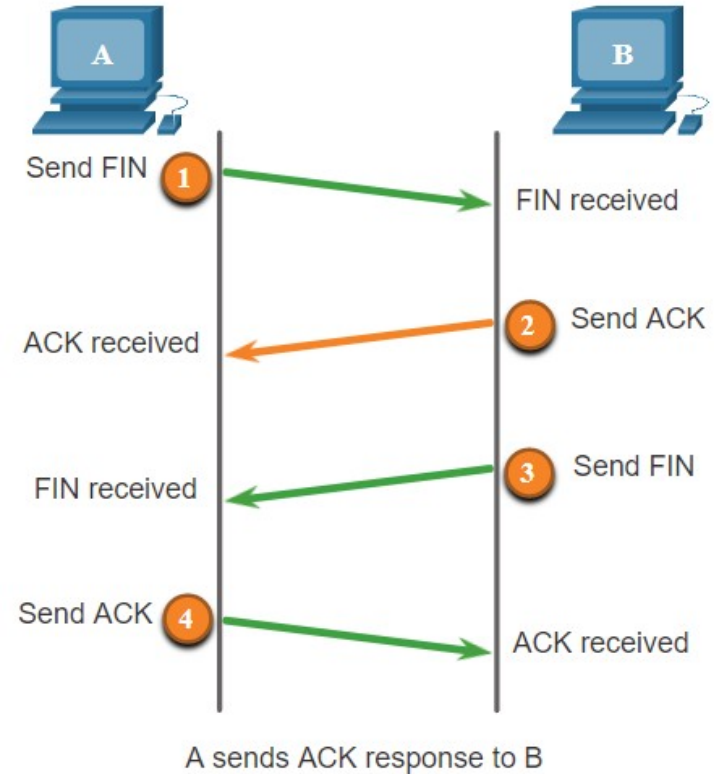 A
B
Send FIN
1
FIN received
2
Send ACK
ACK received
3
Send FIN
FIN received
Send ACK
4
ACK received
A sends ACK response to B